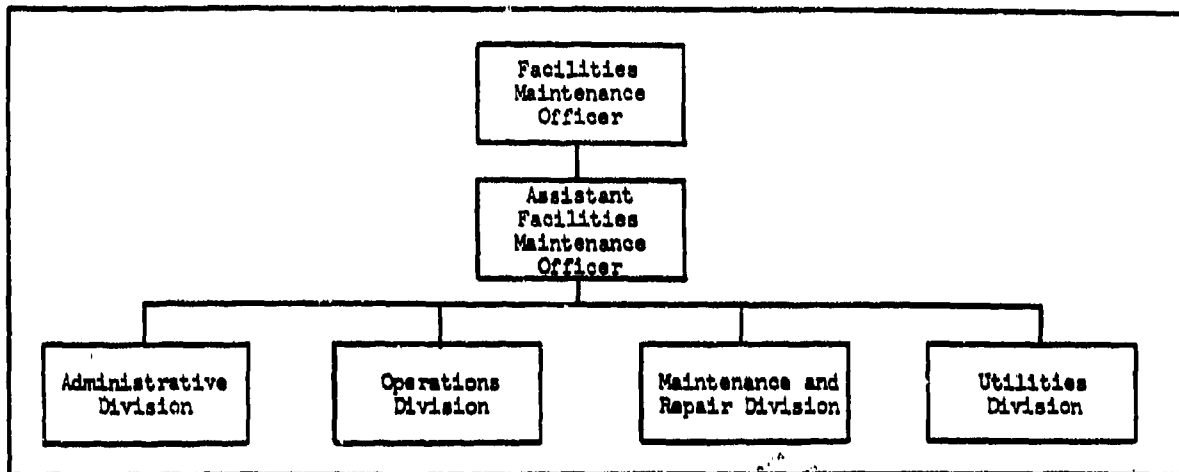 Facilities
Maintenance
Officer
Assistant
Facilities
Maintenance
Officer
Administrative
Division
Operations
Division
Maintenance and
Repair Division
Utilities
Division